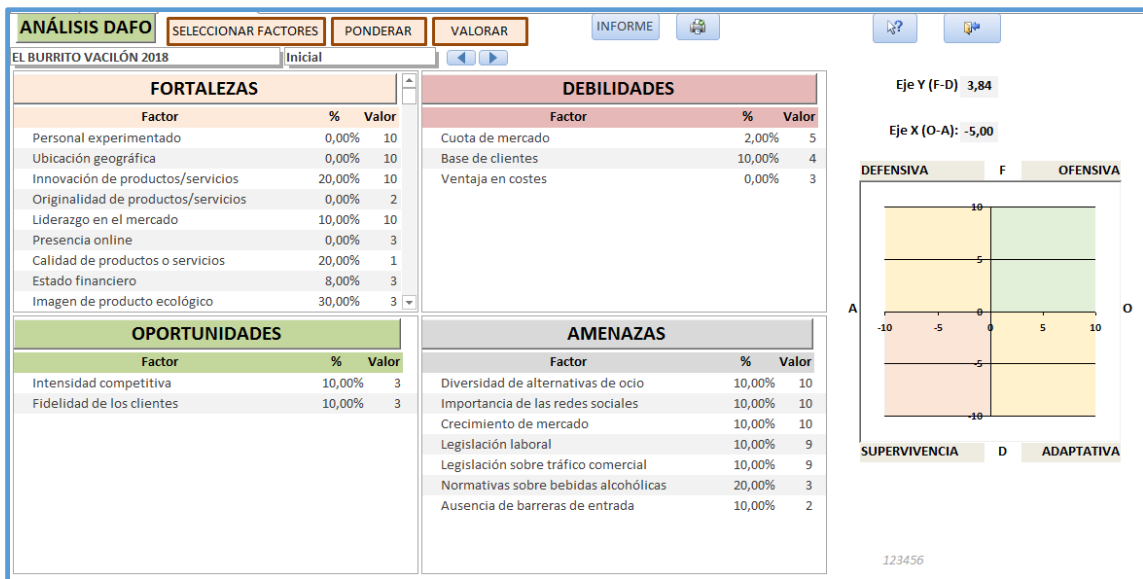 ANÁLISIS DAFO
SELECCIONAR FACTORES
PONDERAR
VALORAR
INFORME
EL BURRITO VACILÓN 2018
Inicial
FORTALEZAS
Factor % Valor
Personal experimentado 0,00% 10
Ubicación geográfica 0,00% 10
Innovación de productos/servicios 20,00% 10
Originalidad de productos/servicios 0,00% 2
Liderazgo en el mercado 10,00% 10
Presencia online 0,00% 3
Calidad de productos o servicios 20,00% 1
Estado financiero 8,00% 3
Imagen de producto ecológico 30,00% 3
DEBILIDADES
Factor % Valor
Cuota de mercado 2,00% 5
Base de clientes 10,00% 4
Ventaja en costes 0,00% 3
OPORTUNIDADES
Factor % Valor
Intensidad competitiva 10,00% 3
Fidelidad de los clientes 10,00% 3
AMENAZAS
Factor % Valor
Diversidad de alternativas de ocio 10,00% 10
Importancia de las redes sociales 10,00% 10
Crecimiento de mercado 10,00% 10
Legislación laboral 10,00% 9
Legislación sobre tráfico comercial 10,00% 9
Normativas sobre bebidas alcohólicas 20,00% 3
Ausencia de barreras de entrada 10,00% 2
Eje Y (F-D) 3,84
Eje X (O-A): -5,00
DEFENSIVA F OFENSIVA
10
5
A 0 O
-10 -5 0 5 10
-5
-10
SUPERVIVENCIA D ADAPTATIVA
123456